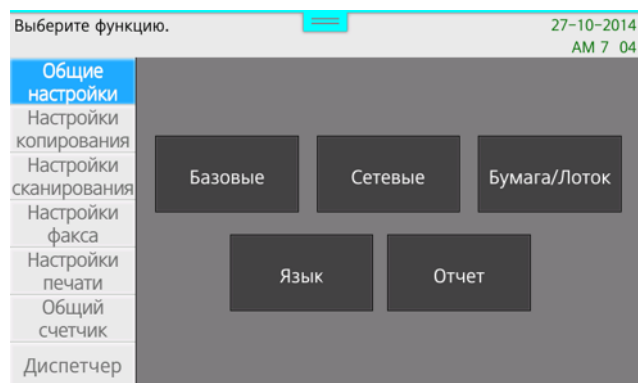 Выберите функцию.
27-10-2014
AM 7 04
Общие
настройки
Настройки
копирования
Настройки
сканирования
Настройки
факса
Настройки
печати
Общий
счетчик
Диспетчер
Базовые
Сетевые
Бумага/Лоток
Язык
Отчет